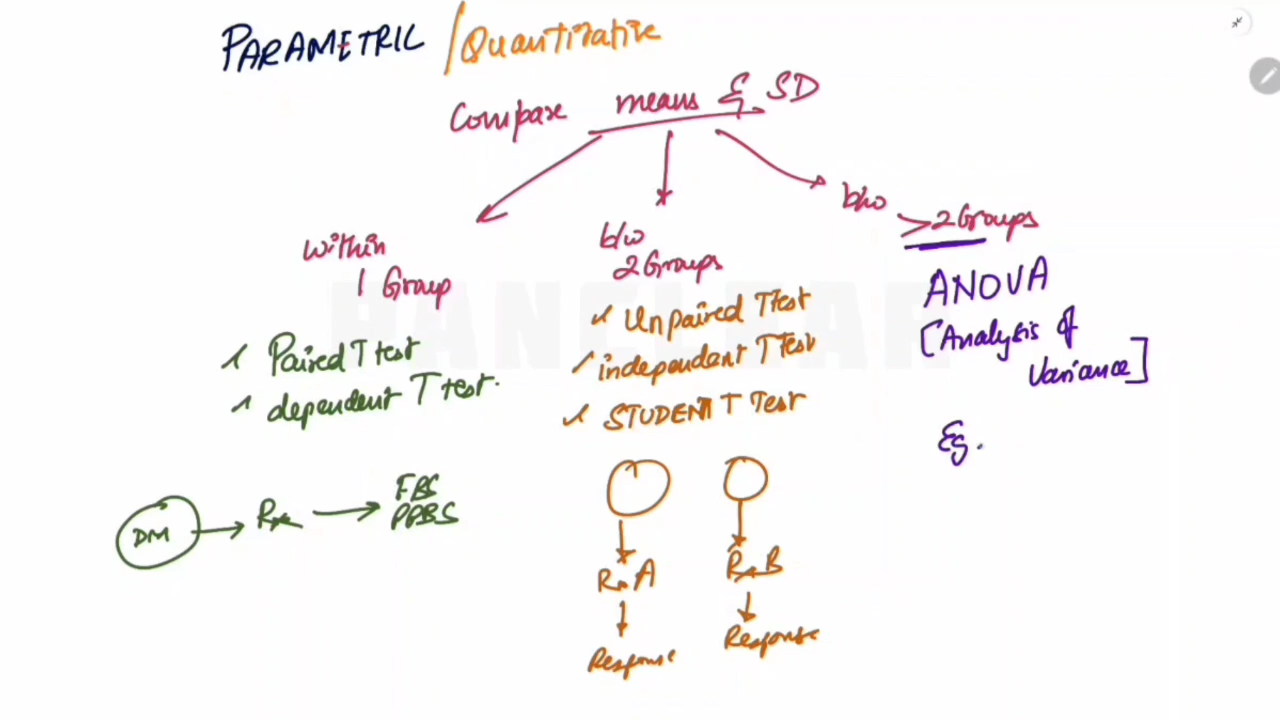 PARAMETRIC / Quantitative
Compare means & SD
within
1 Group
Paired T test
dependent T test.
DM
Rx
FBS
PPBS
b/w
2 Groups
Unpaired T test
independent T test
STUDENT T Test
Rx A
Response
Rx B
Response
b/w >2 Groups
ANOVA
[Analysis of
Variance]
Eg.